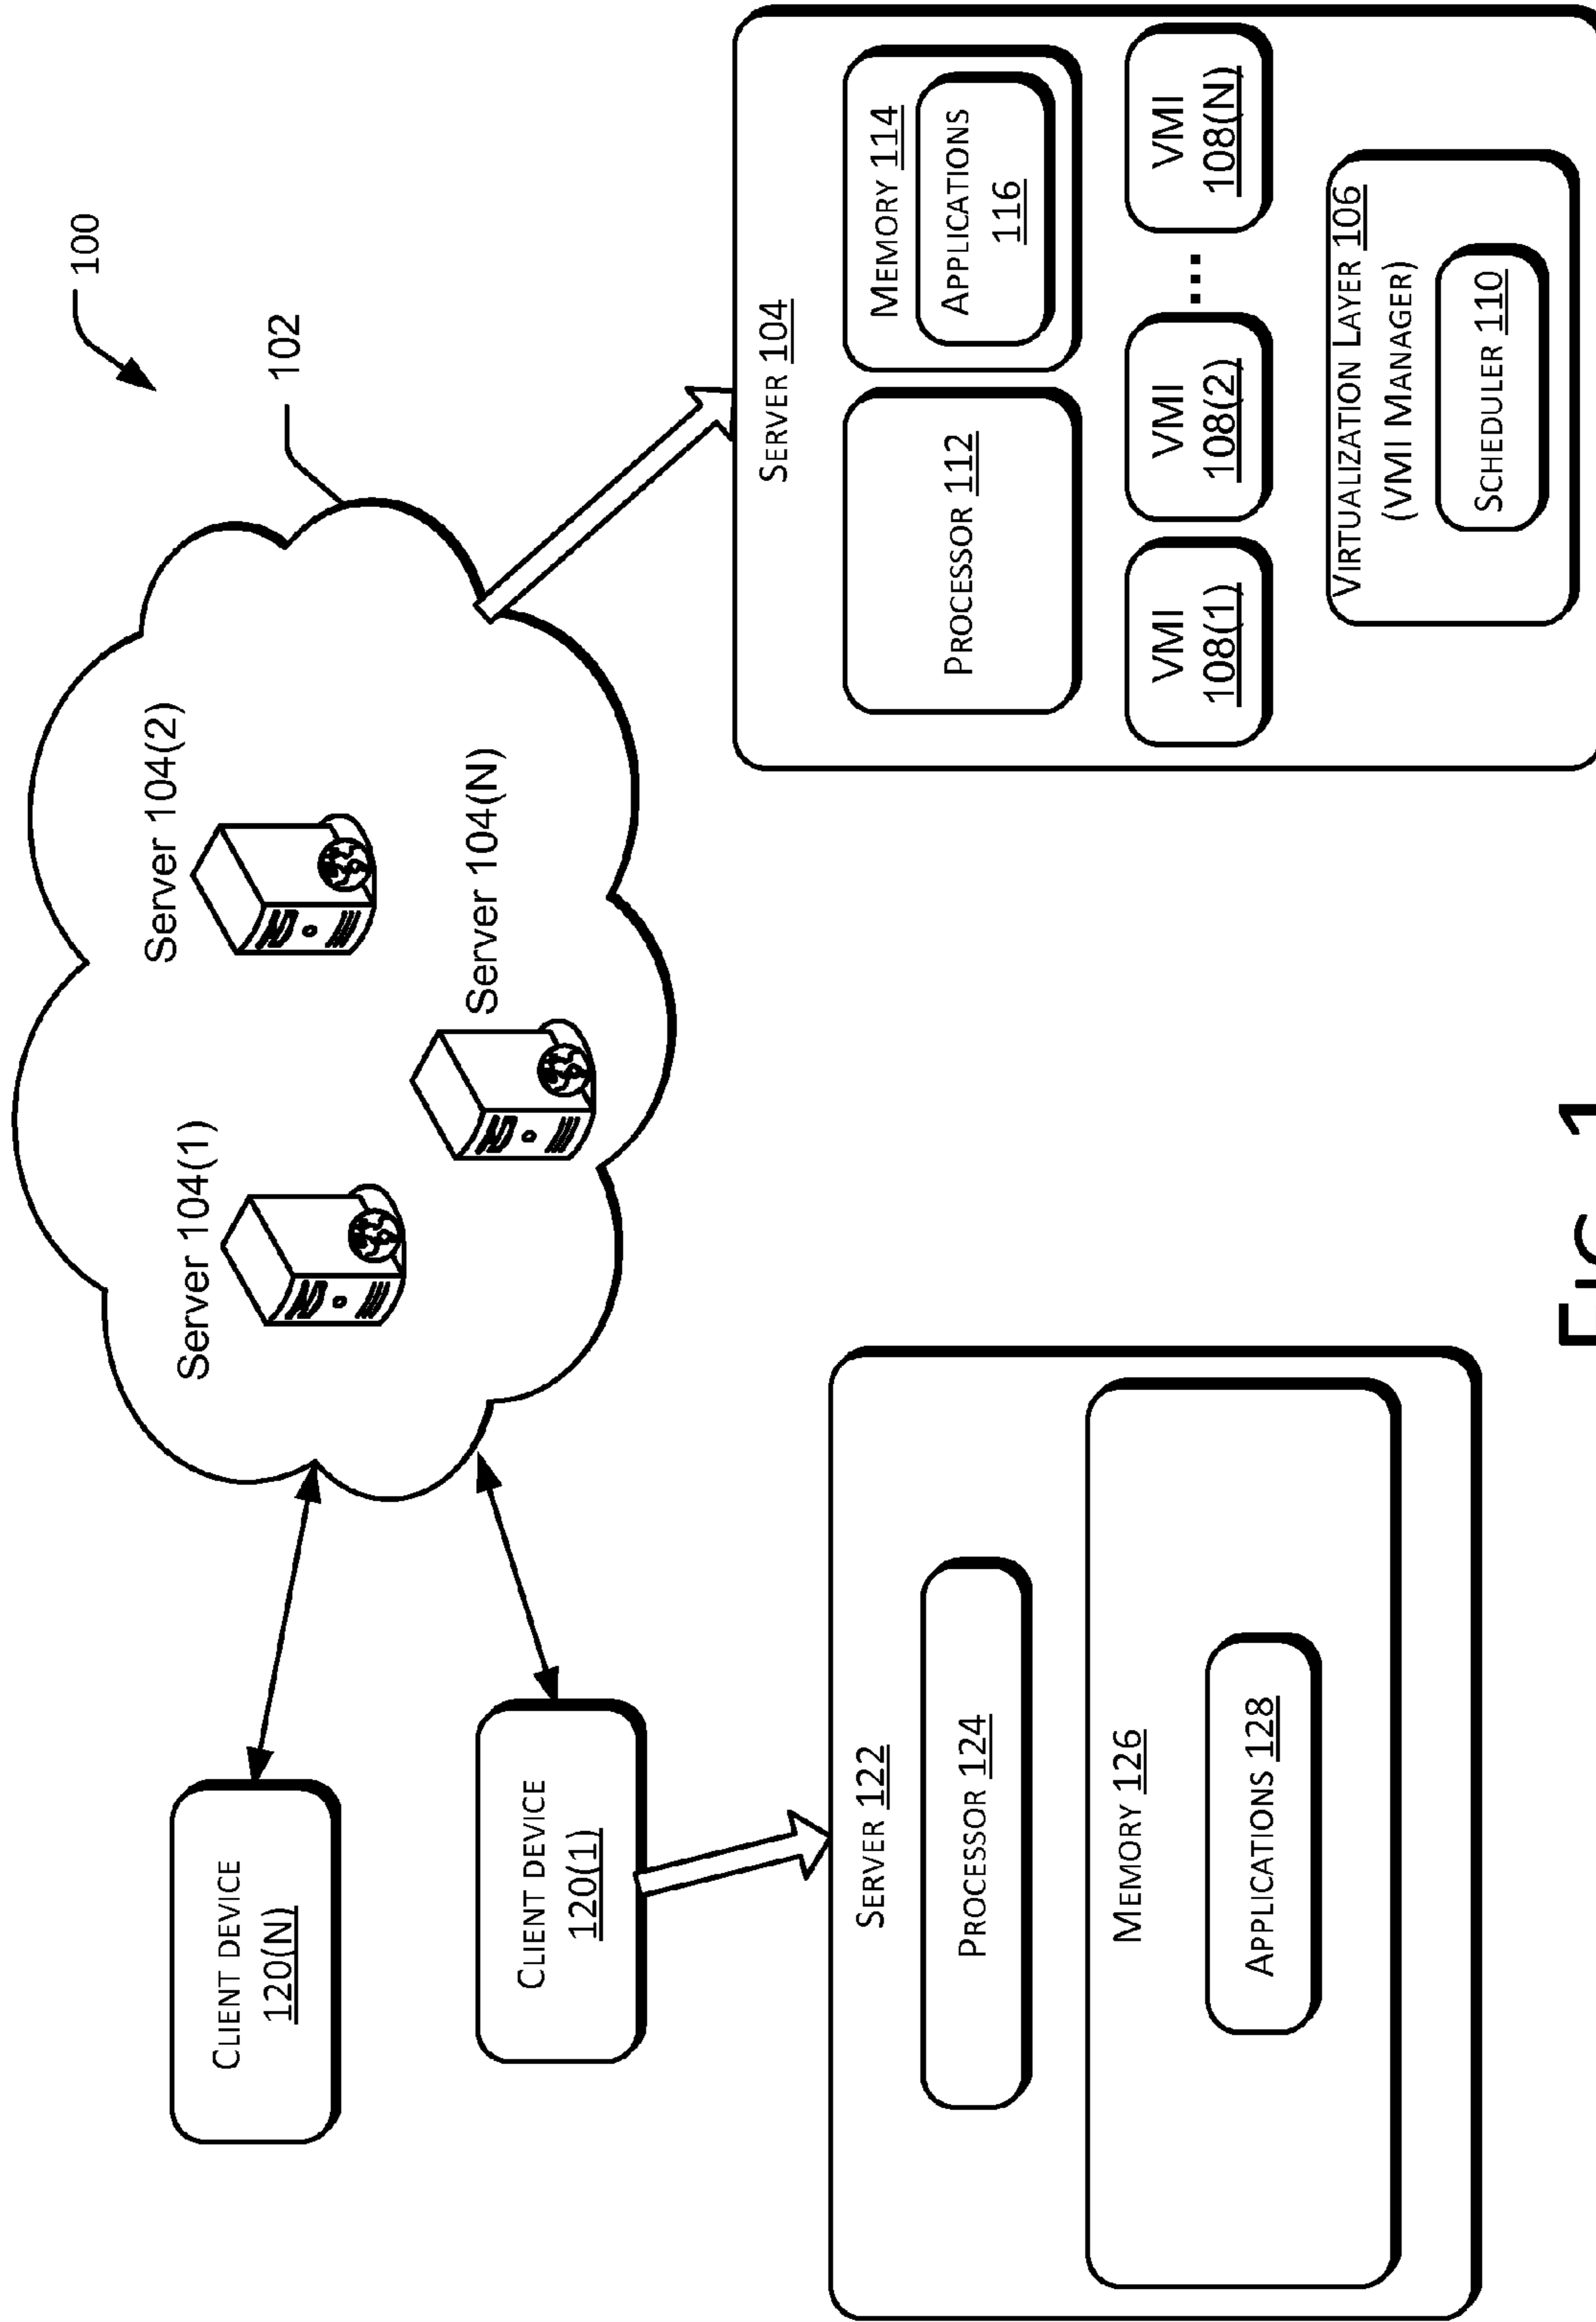 100
102
Server 104(1)
Server 104(2)
Server 104(N)
CLIENT DEVICE
120(N)
CLIENT DEVICE
120(1)
SERVER 122
PROCESSOR 124
MEMORY 126
APPLICATIONS 128
SERVER 104
PROCESSOR 112
MEMORY 114
APPLICATIONS
116
VMI
108(1)
VMI
108(2)
...
VMI
108(N)
VIRTUALIZATION LAYER 106
(VMI MANAGER)
SCHEDULER 110
FIG. 1